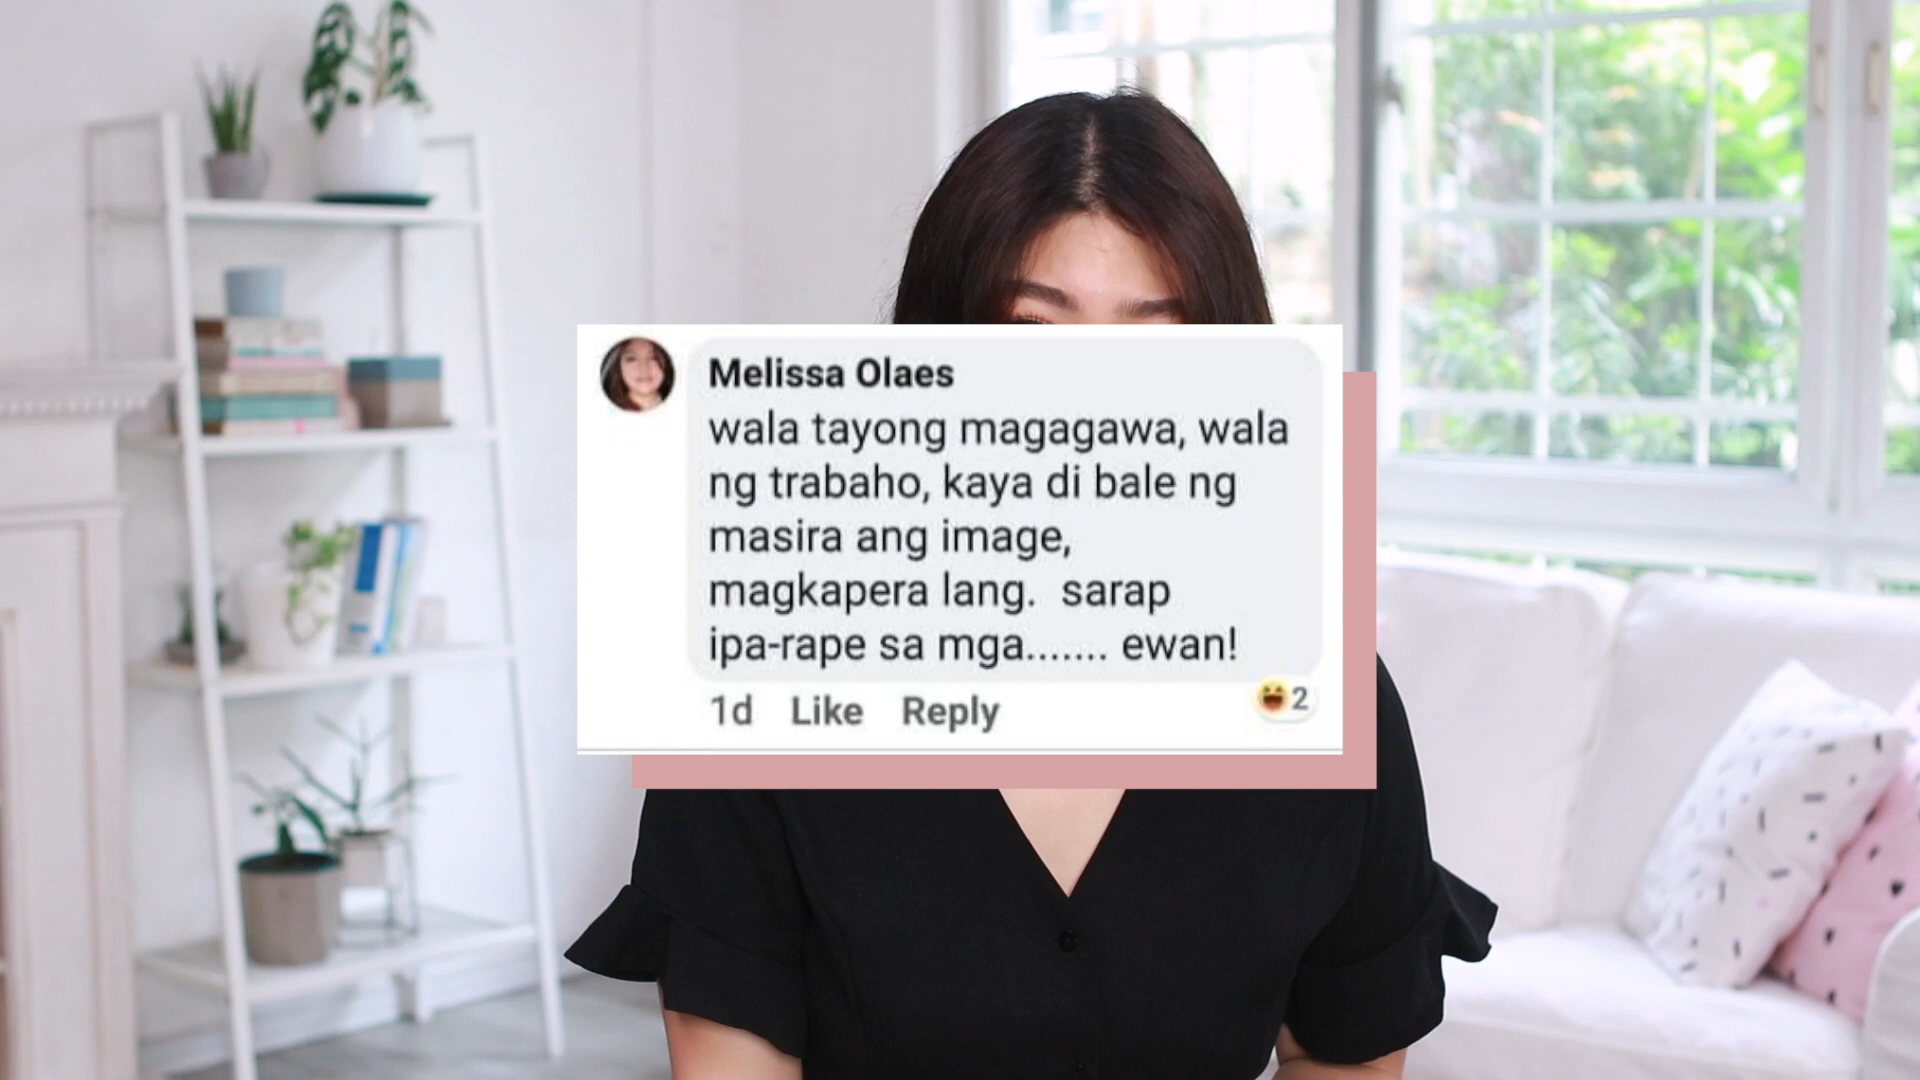 Melissa Olaes
wala tayong magagawa, wala
ng trabaho, kaya di bale ng
masira ang image,
magkapera lang.  sarap
ipa-rape sa mga....... ewan!
1d Like Reply
2